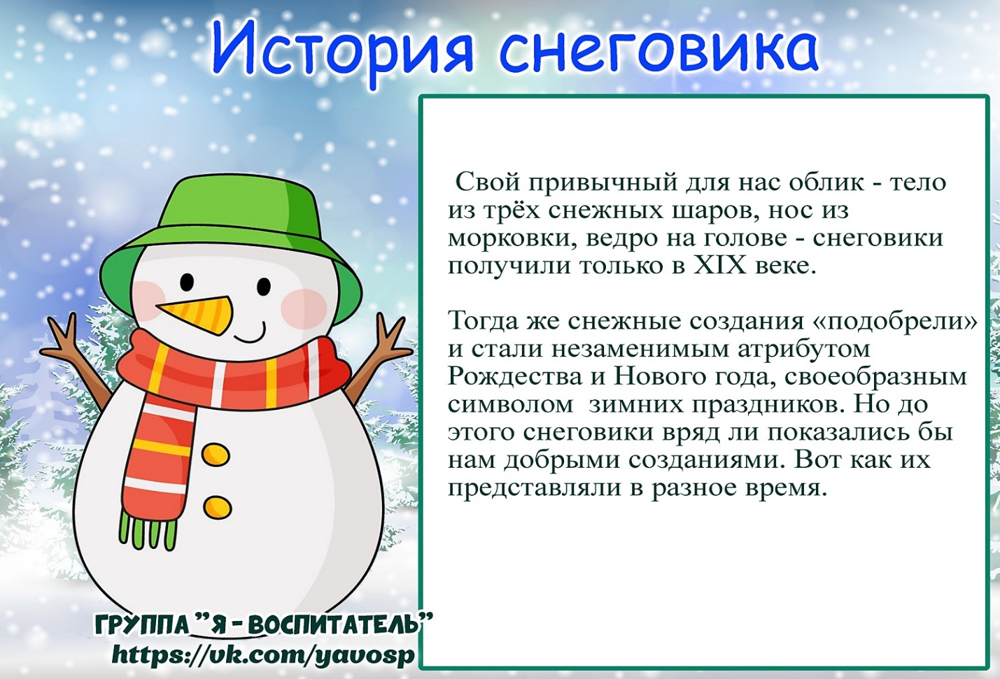 История снеговика
Свой привычный для нас облик - тело
из трёх снежных шаров, нос из
морковки, ведро на голове - снеговики
получили только в XIX веке.
Тогда же снежные создания «подобрели»
и стали незаменимым атрибутом
Рождества и Нового года, своеобразным
символом зимних праздников. Но до
этого снеговики вряд ли показались бы
нам добрыми созданиями. Вот как их
представляли в разное время.
ГРУППА "Я - ВОСПИТАТЕЛЬ"
https://vk.com/yavosp